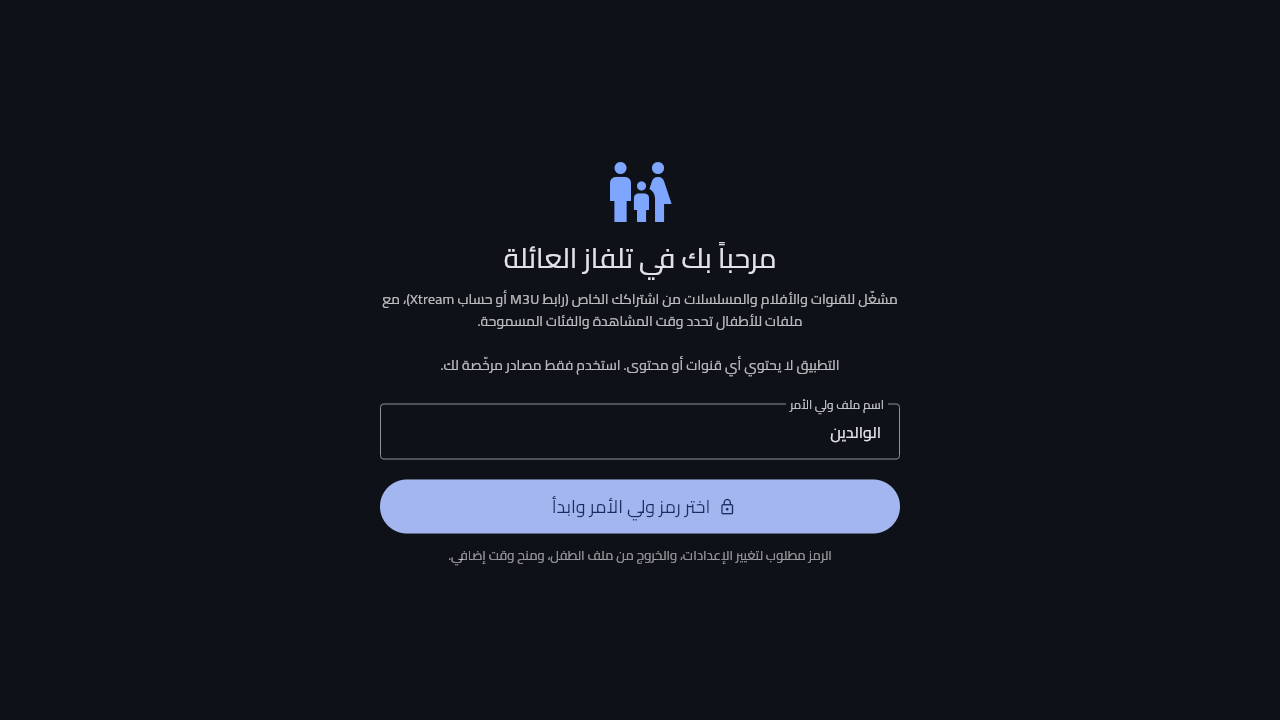 مرحباً بك في تلفاز العائلة
مشغّل للقنوات والأفلام والمسلسلات من اشتراكك الخاص (رابط M3U أو حساب Xtream)، مع
ملفات للأطفال تحدد وقت المشاهدة والفئات المسموحة.
التطبيق لا يحتوي أي قنوات أو محتوى. استخدم فقط مصادر مرخّصة لك.
اسم ملف ولي الأمر
الوالدين
اختر رمز ولي الأمر وابدأ
الرمز مطلوب لتغيير الإعدادات، والخروج من ملف الطفل، ومنح وقت إضافي.